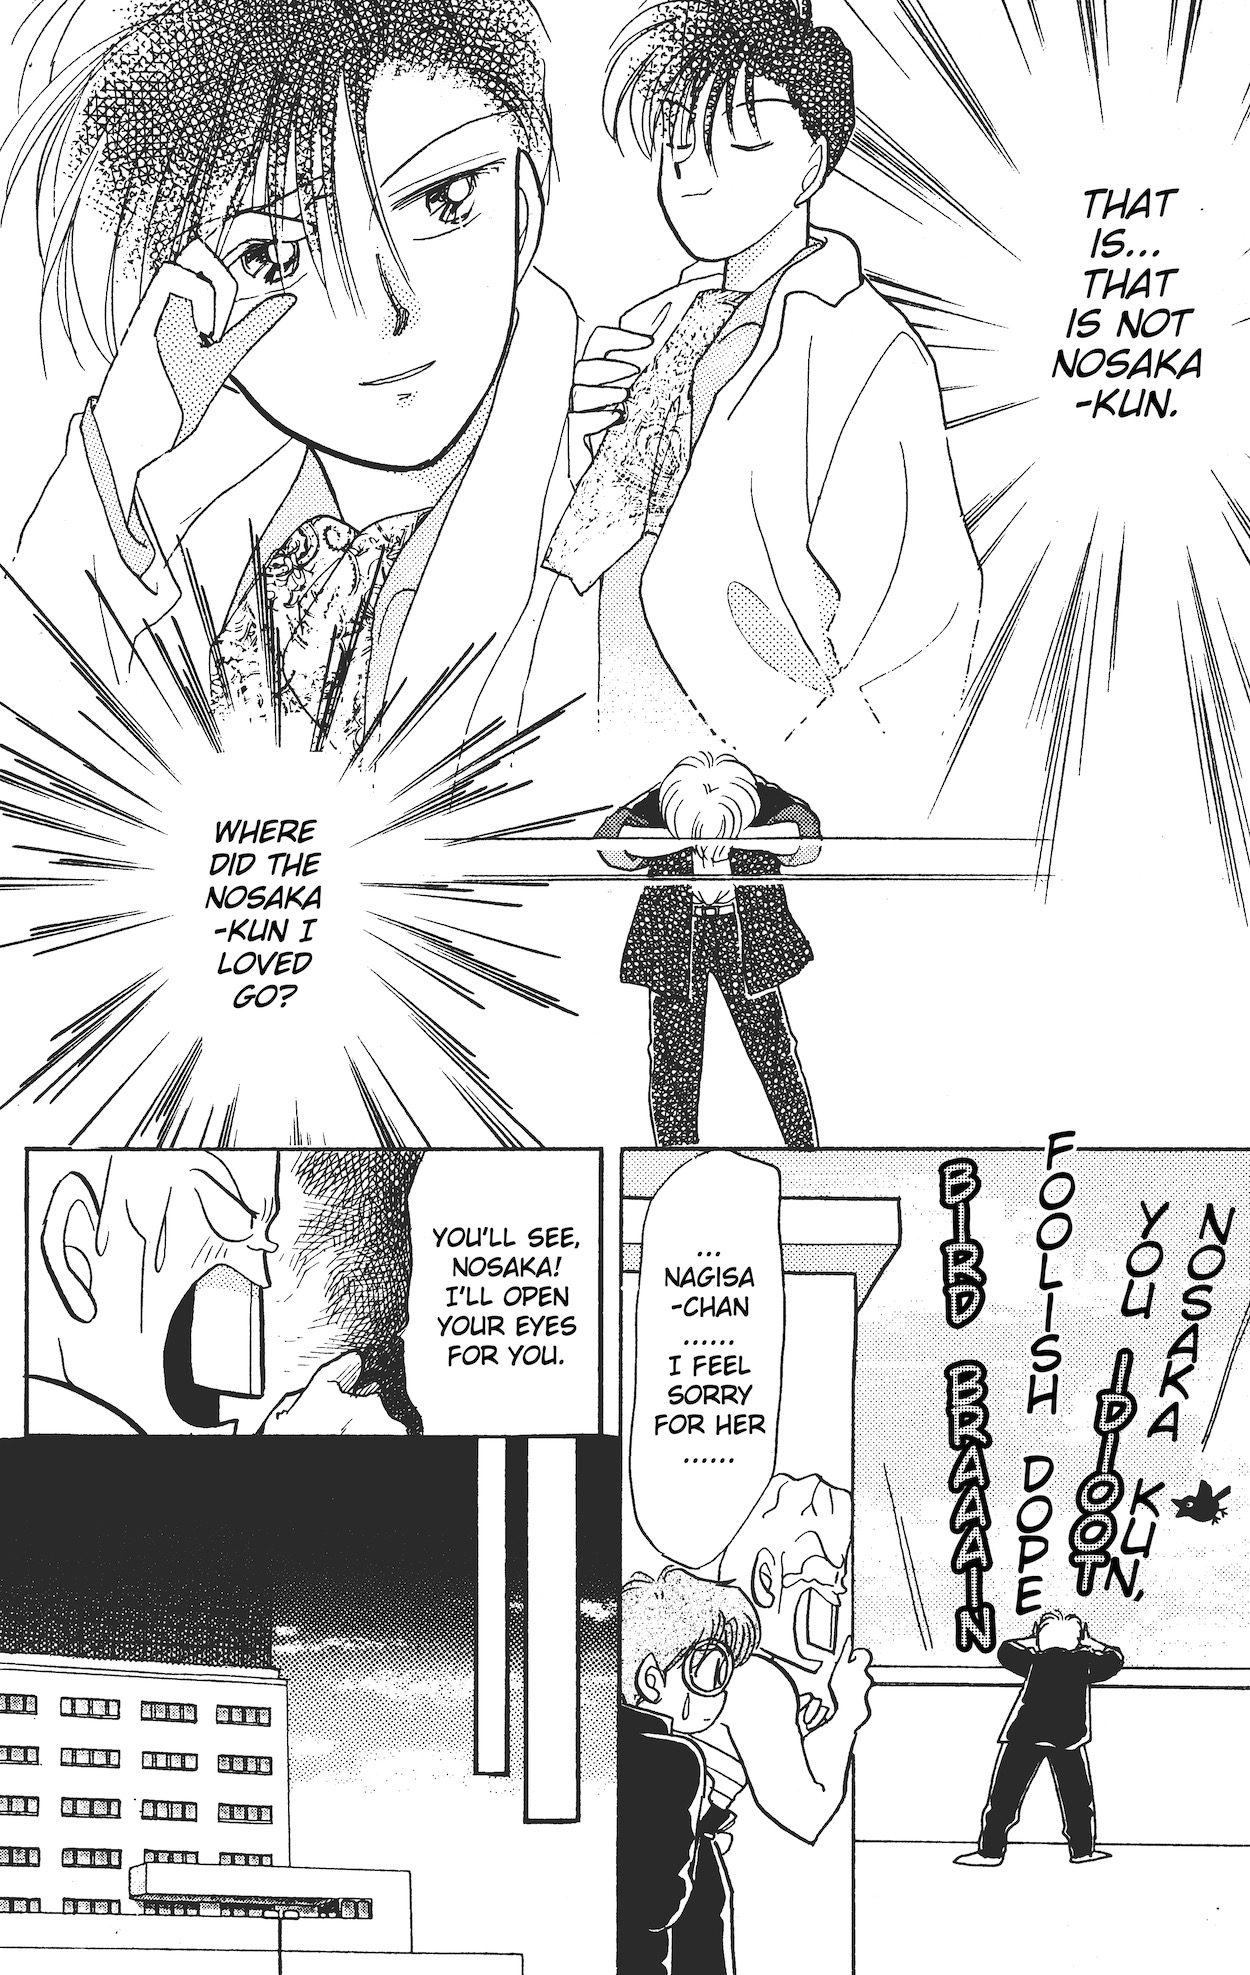 THAT
IS...
THAT
IS NOT
NOSAKA
-KUN.
WHERE
DID THE
NOSAKA
-KUN I
LOVED
GO?
NOSAKA
KUN,
YOU IDIOOT
FOOLISH DOPE
BIRD BRAAAIN
...
NAGISA
-CHAN
......
I FEEL
SORRY
FOR HER
......
YOU'LL SEE,
NOSAKA!
I'LL OPEN
YOUR EYES
FOR YOU.